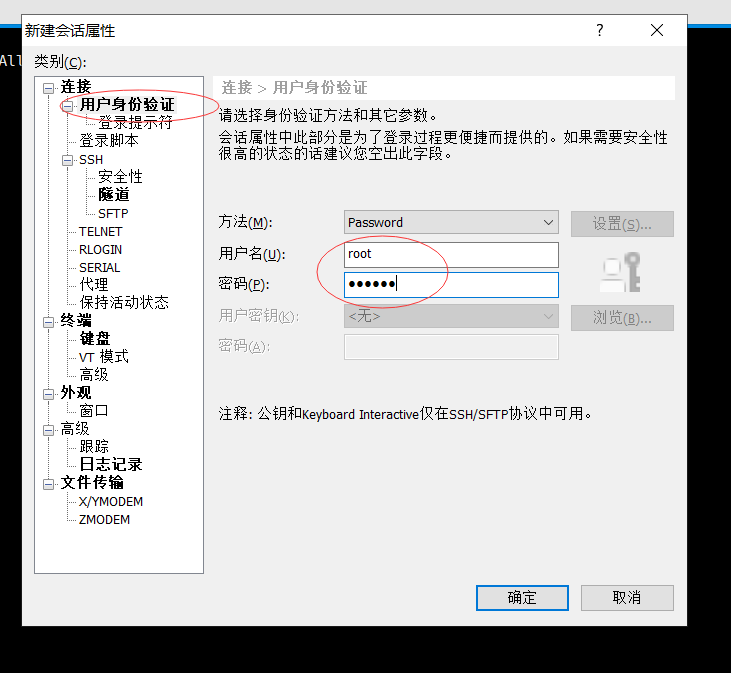 新建会话属性
?
All
类别(C):
连接
用户身份验证
登录提示符
登录脚本
SSH
安全性
隧道
SFTP
TELNET
RLOGIN
SERIAL
代理
保持活动状态
终端
键盘
VT 模式
高级
外观
窗口
高级
跟踪
日志记录
文件传输
X/YMODEM
ZMODEM
连接 > 用户身份验证
请选择身份验证方法和其它参数。
会话属性中此部分是为了登录过程更便捷而提供的。如果需要安全性
很高的状态的话建议您空出此字段。
方法(M): Password 设置(S)...
用户名(U): root
密码(P): ●●●●●●
用户密钥(K): <无> 浏览(B)...
密码(A):
注释: 公钥和Keyboard Interactive仅在SSH/SFTP协议中可用。
确定 取消